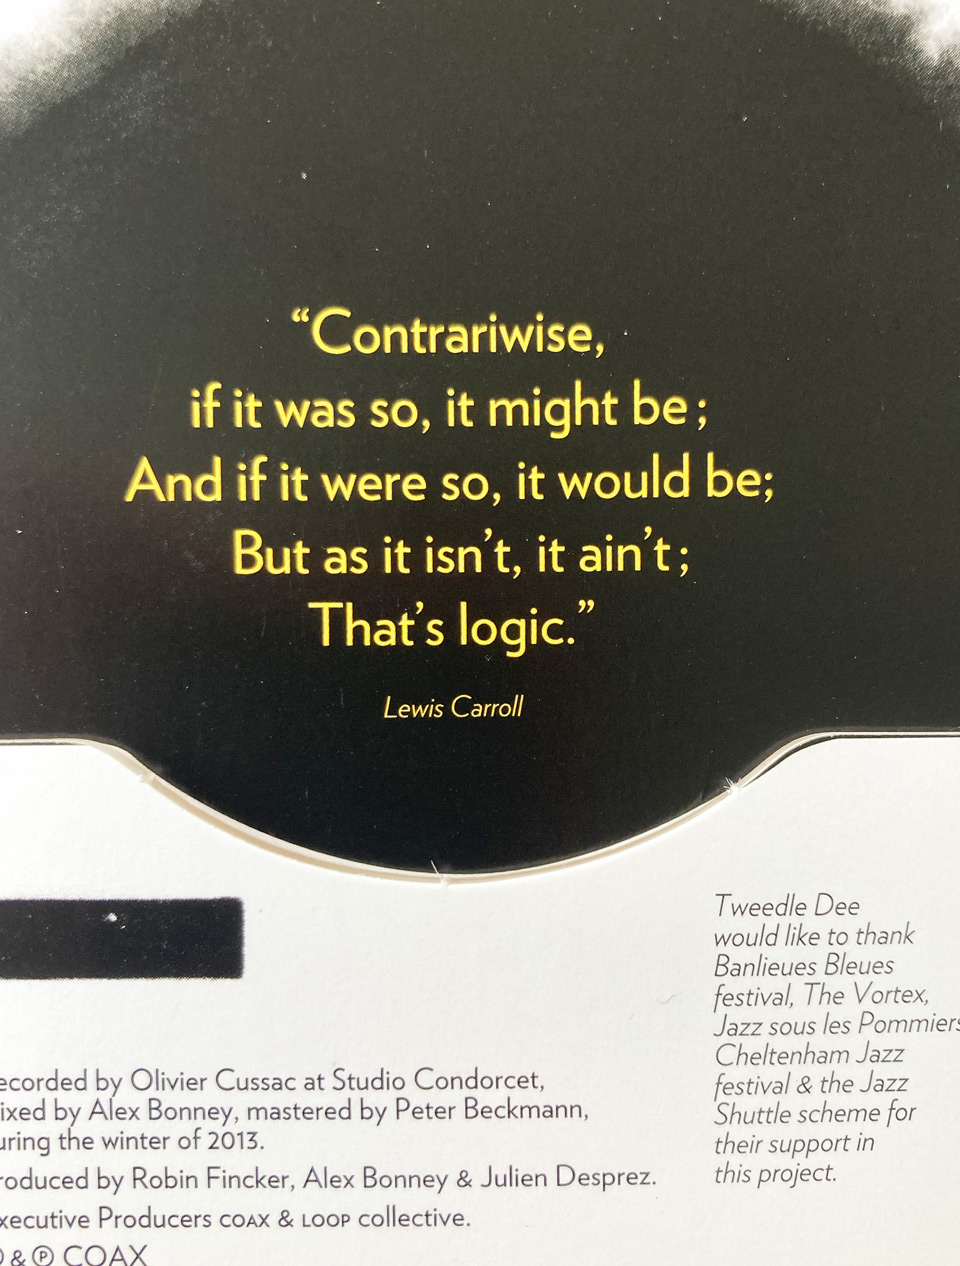 “Contrariwise,
if it was so, it might be;
And if it were so, it would be;
But as it isn’t, it ain’t;
That’s logic.”
Lewis Carroll
Tweedle Dee
would like to thank
Banlieues Bleues
festival, The Vortex,
Jazz sous les Pommiers
Cheltenham Jazz
festival & the Jazz
Shuttle scheme for
their support in
this project.
ecorded by Olivier Cussac at Studio Condorcet,
ixed by Alex Bonney, mastered by Peter Beckmann,
uring the winter of 2013.
roduced by Robin Fincker, Alex Bonney & Julien Desprez.
xecutive Producers COAX & LOOP collective.
& ℗ COAX